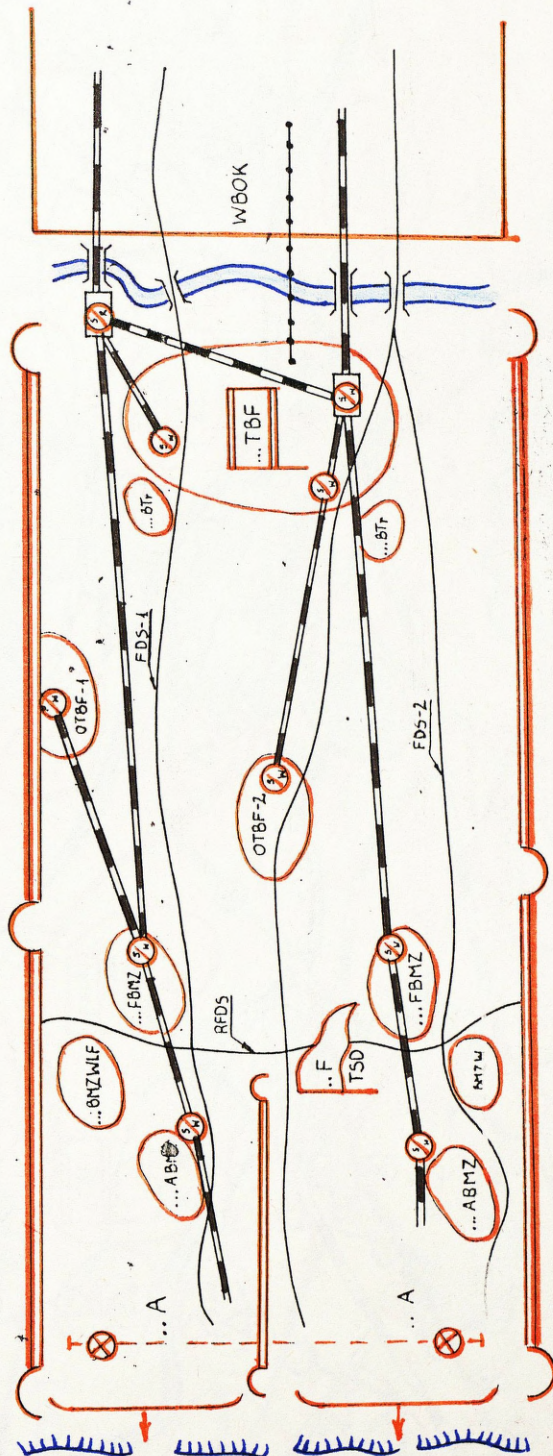 WBOK
...TBF
...BTr
...BTr
FDS-1
OTBF-1
FDS-2
OTBF-2
...FBMZ
...FBMZ
RFDS
...BMZWLF
..F
TSD
...ABMZ
..A
..A